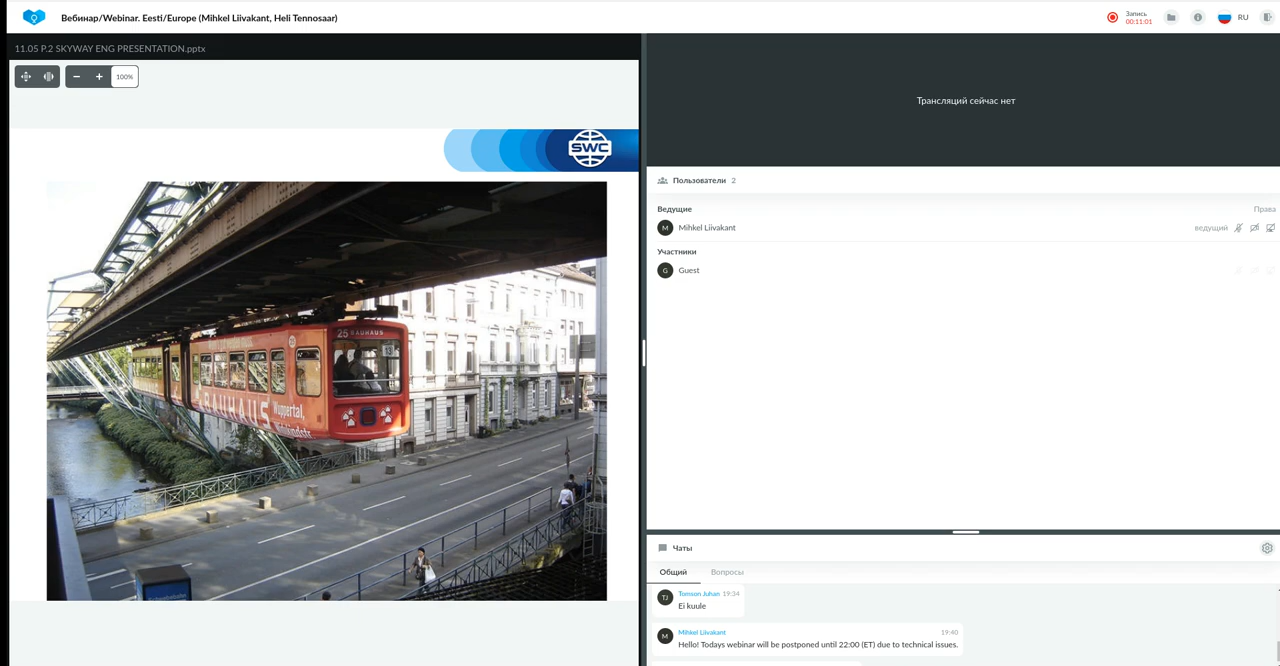 Вебинар/Webinar. Eesti/Europe (Mihkel Liivakant, Heli Tennosaar)
Запись
00:11:01
RU
11.05 P.2 SKYWAY ENG PRESENTATION.pptx
100%
SWC
25 BAUHAUS
BAUHAUS
Wuppertal,
Трансляций сейчас нет
Пользователи 2
Ведущие
Права
M
Mihkel Liivakant
ведущий
Участники
G
Guest
Чаты
Общий
Вопросы
TJ
Tomson Juhan 19:34
Ei kuule
M
Mihkel Liivakant 19:40
Hello! Todays webinar will be postponed until 22:00 (ET) due to technical issues.